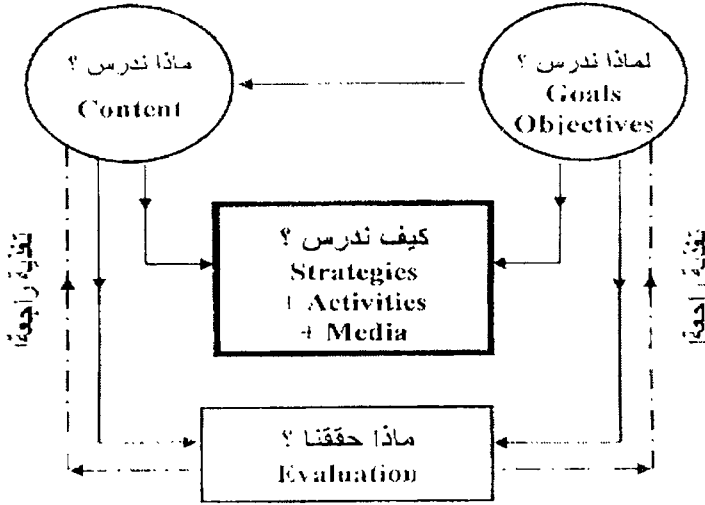 لماذا ندرس ؟
Goals
Objectives
ماذا ندرس ؟
Content
كيف ندرس ؟
Strategies
+ Activities
+ Media
ماذا حققنا ؟
Evaluation
تغذية راجعة
تغذية راجعة